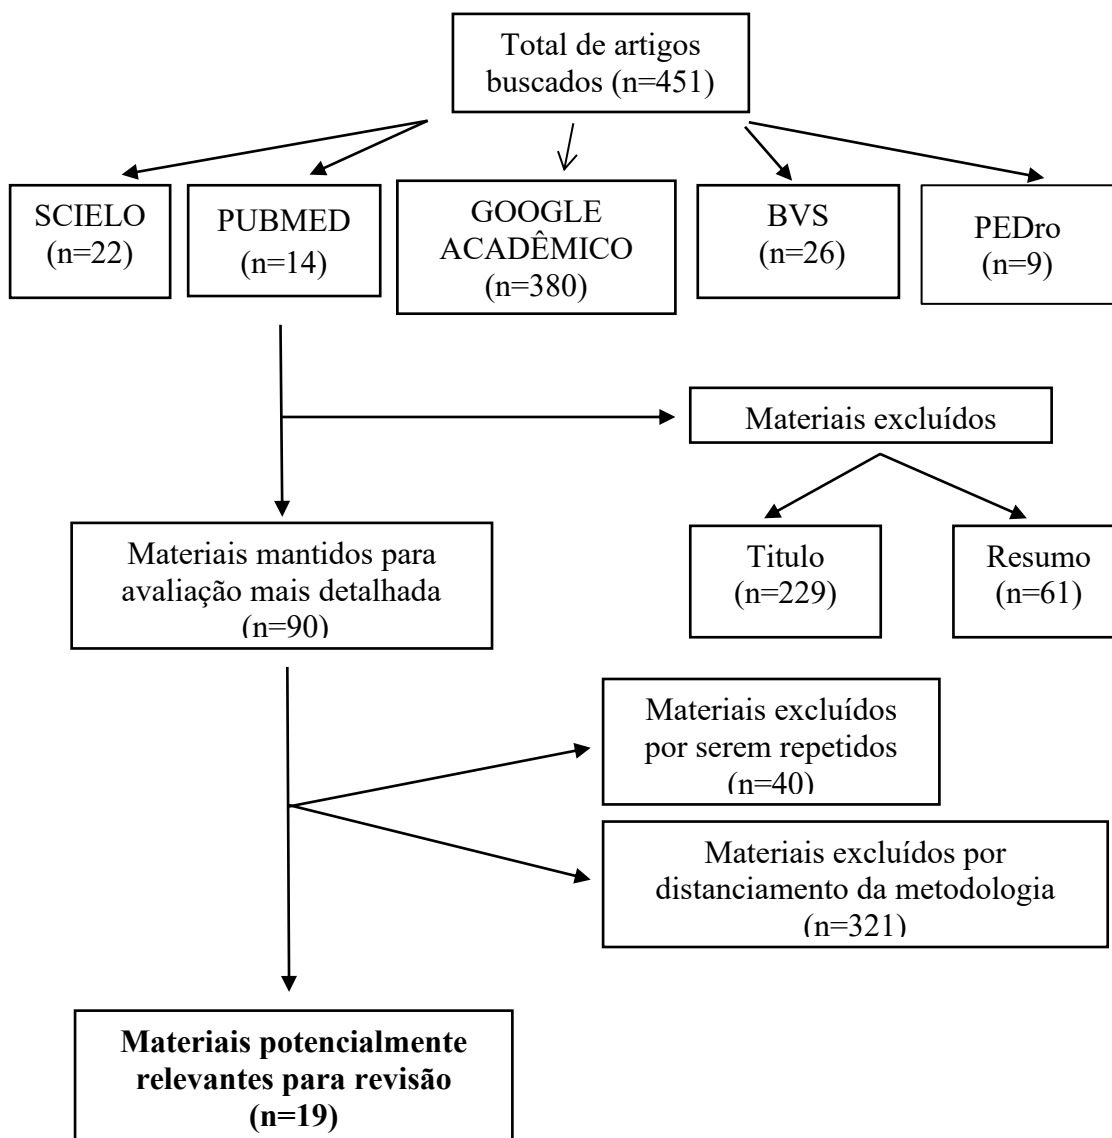 Total de artigos
buscados (n=451)
SCIELO
(n=22)
PUBMED
(n=14)
GOOGLE
ACADÊMICO
(n=380)
BVS
(n=26)
PEDro
(n=9)
Materiais excluídos
Materiais mantidos para
avaliação mais detalhada
(n=90)
Titulo
(n=229)
Resumo
(n=61)
Materiais excluídos
por serem repetidos
(n=40)
Materiais excluídos por
distanciamento da metodologia
(n=321)
Materiais potencialmente
relevantes para revisão
(n=19)